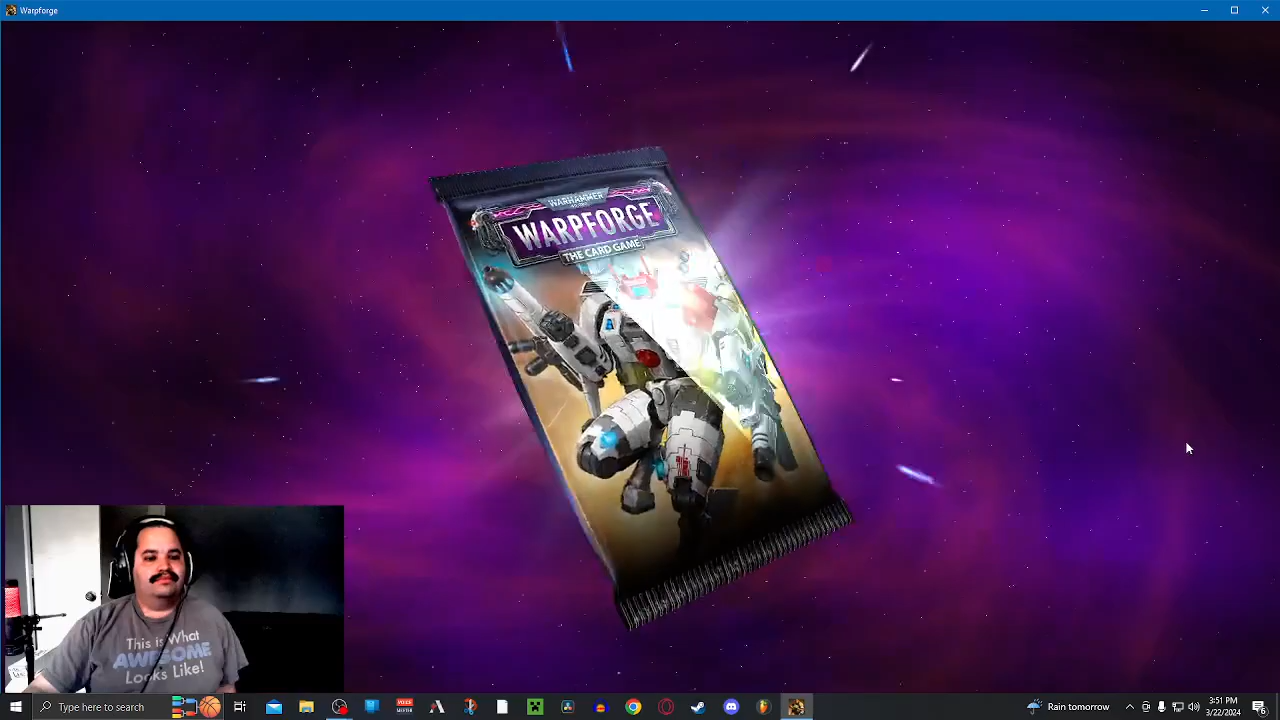 Warpforge
WARHAMMER
WARPFORGE
THE CARD GAME
This is What
AWESOME
Looks Like!
Type here to search
Rain tomorrow
3:51 PM
3/22/2024